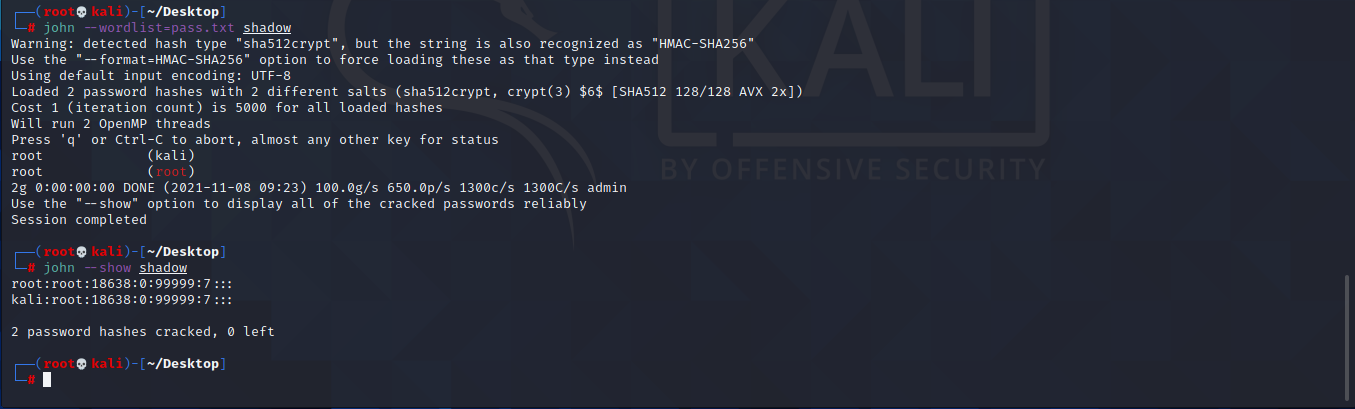 ┌──(root💀kali)-[~/Desktop]
└─# john --wordlist=pass.txt shadow
Warning: detected hash type "sha512crypt", but the string is also recognized as "HMAC-SHA256"
Use the "--format=HMAC-SHA256" option to force loading these as that type instead
Using default input encoding: UTF-8
Loaded 2 password hashes with 2 different salts (sha512crypt, crypt(3) $6$ [SHA512 128/128 AVX 2x])
Cost 1 (iteration count) is 5000 for all loaded hashes
Will run 2 OpenMP threads
Press 'q' or Ctrl-C to abort, almost any other key for status
root             (kali)
root             (root)
2g 0:00:00:00 DONE (2021-11-08 09:23) 100.0g/s 650.0p/s 1300c/s 1300C/s admin
Use the "--show" option to display all of the cracked passwords reliably
Session completed
┌──(root💀kali)-[~/Desktop]
└─# john --show shadow
root:root:18638:0:99999:7:::
kali:root:18638:0:99999:7:::
2 password hashes cracked, 0 left
┌──(root💀kali)-[~/Desktop]
└─#
KALI
BY OFFENSIVE SECURITY